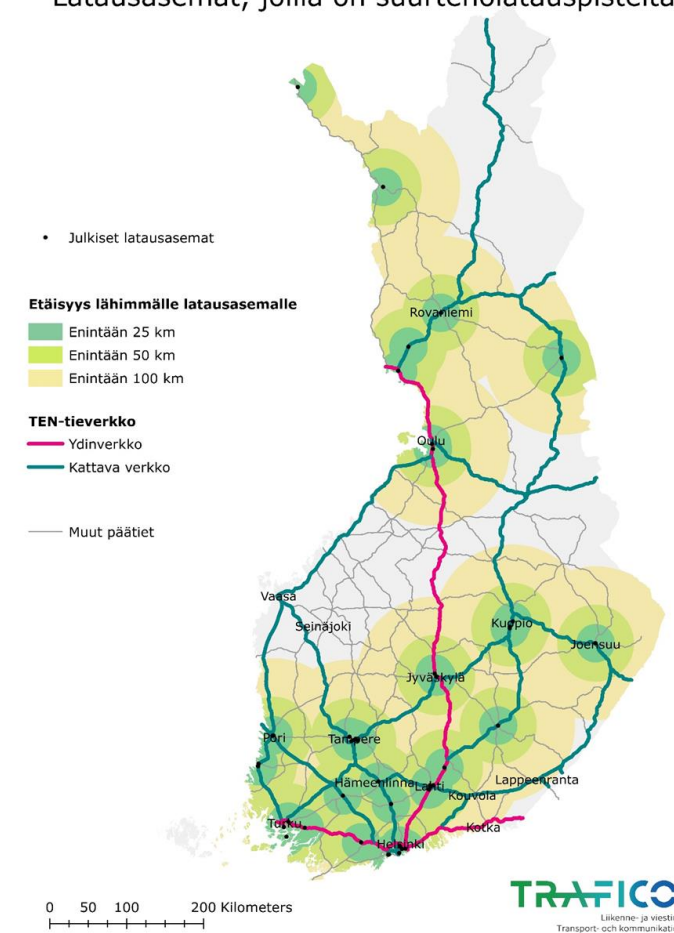 Latausasemat, joilla on suurteholatauspisteitä
Julkiset latausasemat
Etäisyys lähimmälle latausasemalle
Enintään 25 km
Enintään 50 km
Enintään 100 km
TEN-tieverkko
Ydinverkko
Kattava verkko
Muut päätiet
Rovaniemi
Oulu
Vaasa
Seinäjoki
Kuopio
Joensuu
Jyväskylä
Pori
Tampere
Hämeenlinna
Lahti
Lappeenranta
Kouvola
Turku
Kotka
Helsinki
0 50 100 200 Kilometers
TRAFICO
Liikenne- ja viestin
Transport- och kommunikati